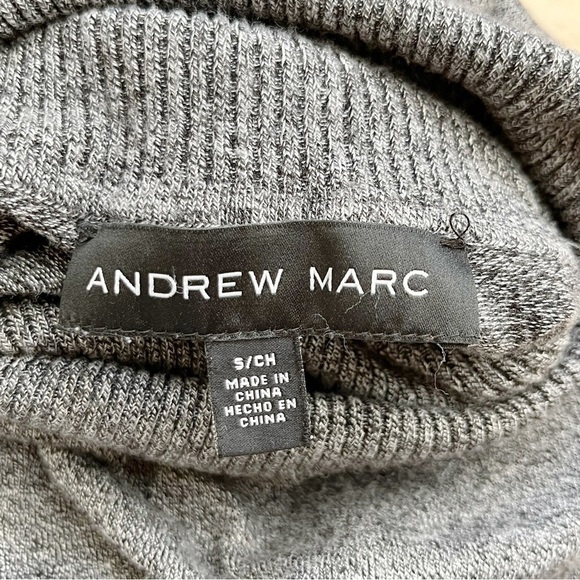 ANDREW MARC
S/CH
MADE IN
CHINA
HECHO EN
CHINA